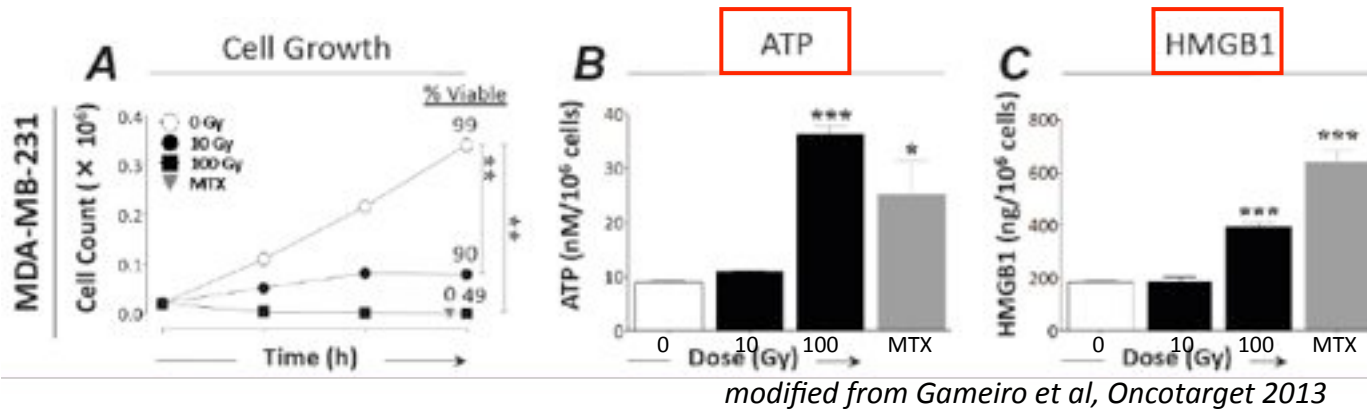 A Cell Growth
MDA-MB-231
Cell Count (× 10⁶)
0.4
0.3
0.2
0.1
0.0
0 Gy
10 Gy
100 Gy
MTX
% Viable
99
90
0 49
**
**
Time (h)
B ATP
ATP (nM/10⁶ cells)
40
30
20
10
0
***
*
0 10 100 MTX
Dose (Gy)
C HMGB1
HMGB1 (ng/10⁶ cells)
800
600
400
200
0
***
***
0 10 100 MTX
Dose (Gy)
modified from Gameiro et al, Oncotarget 2013